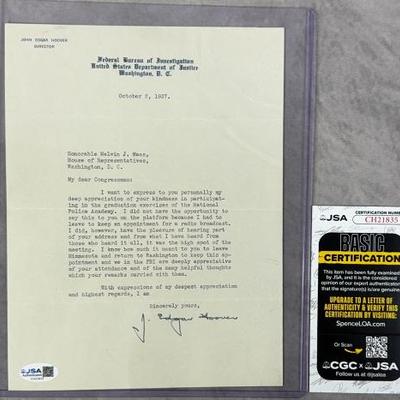 JOHN EDGAR HOOVER
DIRECTOR
Federal Bureau of Investigation
United States Department of Justice
Washington, D. C.
October 8, 1937.
Honorable Melvin J. Maas,
House of Representatives,
Washington, D. C.
My dear Congressman:
I want to express to you personally my
deep appreciation of your kindness in participat-
ing in the graduation exercises of the National
Police Academy. I did not have the opportunity to
say this to you on the platform because I had to
leave to keep an appointment for a radio broadcast.
I did, however, have the pleasure of hearing
part of your address and from what I heard from
those who heard it all, it was the high spot of the
meeting. I know how much it meant to you to leave
Minnesota and return to Washington to keep this ap-
pointment and we in the FBI are deeply appreciative
of your attendance and of the many helpful thoughts
which your remarks carried with them.
With expressions of my deepest appreciation
and highest regards, I am
Sincerely yours,
J. Edgar Hoover
JSA
JSA
CERTIFICATION NUMBER
CH21835
BASIC
CERTIFICATION
This item has been fully examined
by JSA, and it is the considered
opinion of our expert authenticators
that the signature(s) is/are genuine.
UPGRADE TO A LETTER OF
AUTHENTICITY & VERIFY THIS
CERTIFICATION BY VISITING:
SpenceLOA.com
Or Scan
CGC x JSA
Follow us @jsaloa